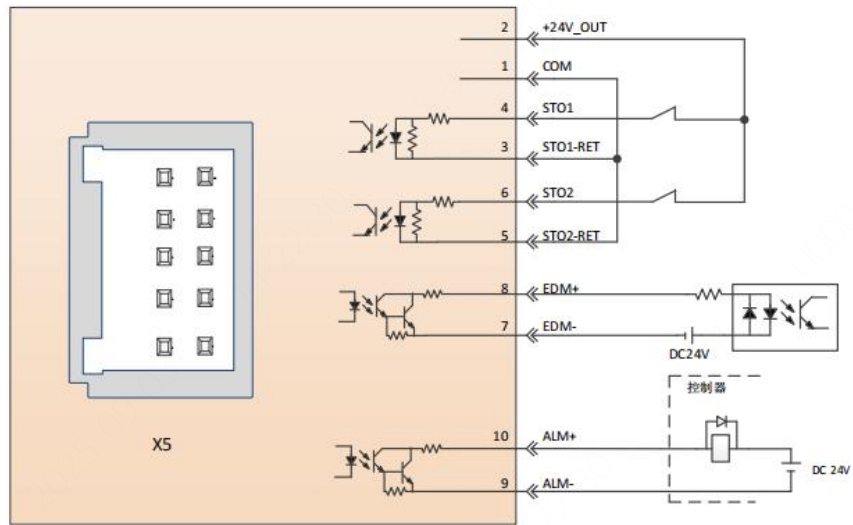 2 +24V_OUT
1 COM
4 STO1
3 STO1-RET
6 STO2
5 STO2-RET
8 EDM+
7 EDM-
DC24V
控制器
X5
10 ALM+
DC 24V
9 ALM-